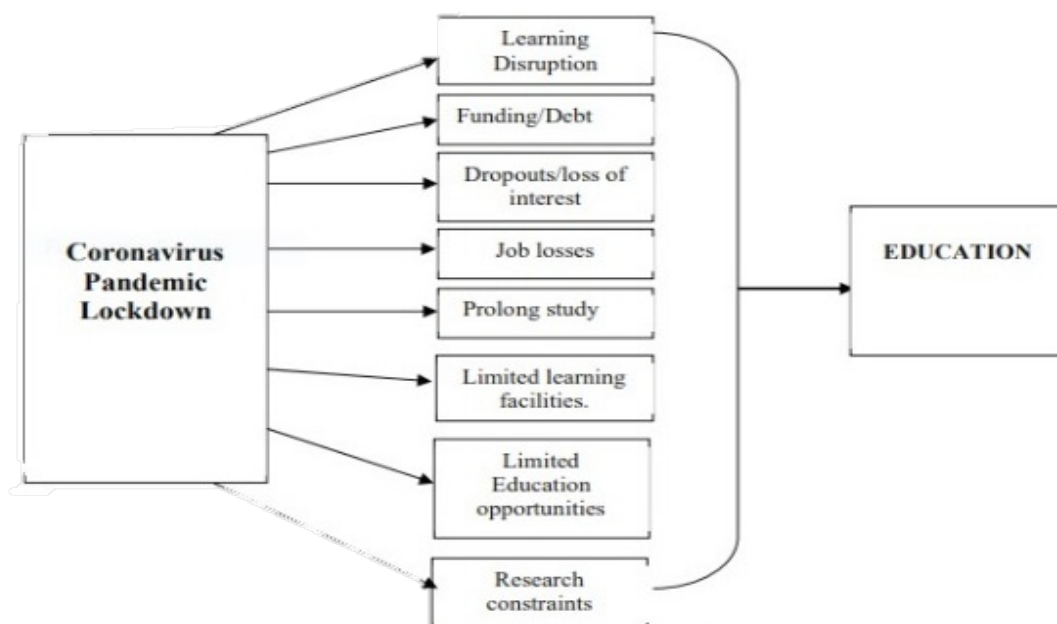 Learning
Disruption
Funding/Debt
Dropouts/loss of
interest
Coronavirus
Pandemic
Lockdown
Job losses
EDUCATION
Prolong study
Limited learning
facilities.
Limited
Education
opportunities
Research
constraints